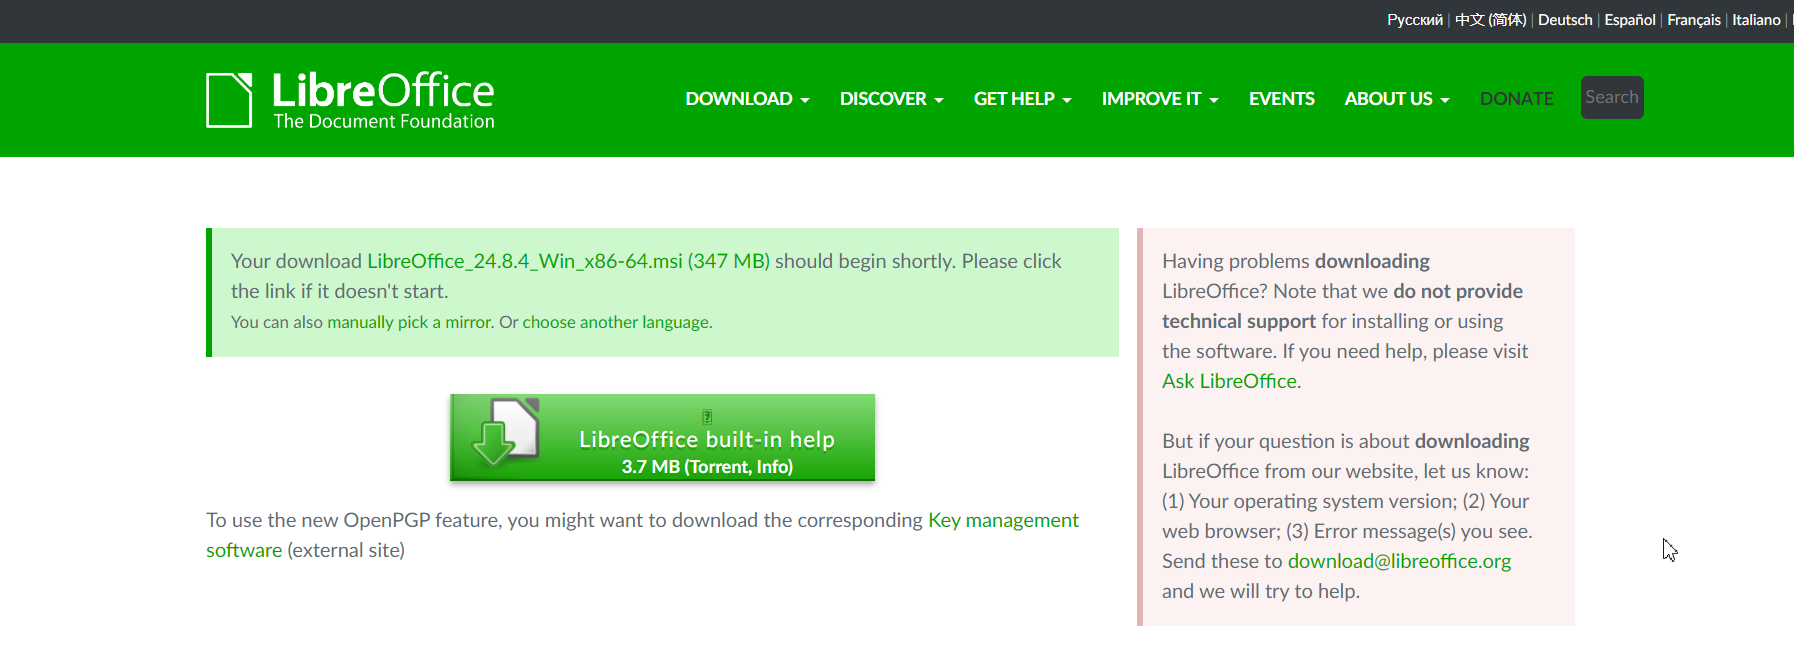 Русский | 中文 (简体) | Deutsch | Español | Français | Italiano |
LibreOffice
The Document Foundation
DOWNLOAD DISCOVER GET HELP IMPROVE IT EVENTS ABOUT US DONATE Search
Your download LibreOffice_24.8.4_Win_x86-64.msi (347 MB) should begin shortly. Please click
the link if it doesn't start.
You can also manually pick a mirror. Or choose another language.
LibreOffice built-in help
3.7 MB (Torrent, Info)
To use the new OpenPGP feature, you might want to download the corresponding Key management
software (external site)
Having problems downloading
LibreOffice? Note that we do not provide
technical support for installing or using
the software. If you need help, please visit
Ask LibreOffice.
But if your question is about downloading
LibreOffice from our website, let us know:
(1) Your operating system version; (2) Your
web browser; (3) Error message(s) you see.
Send these to download@libreoffice.org
and we will try to help.